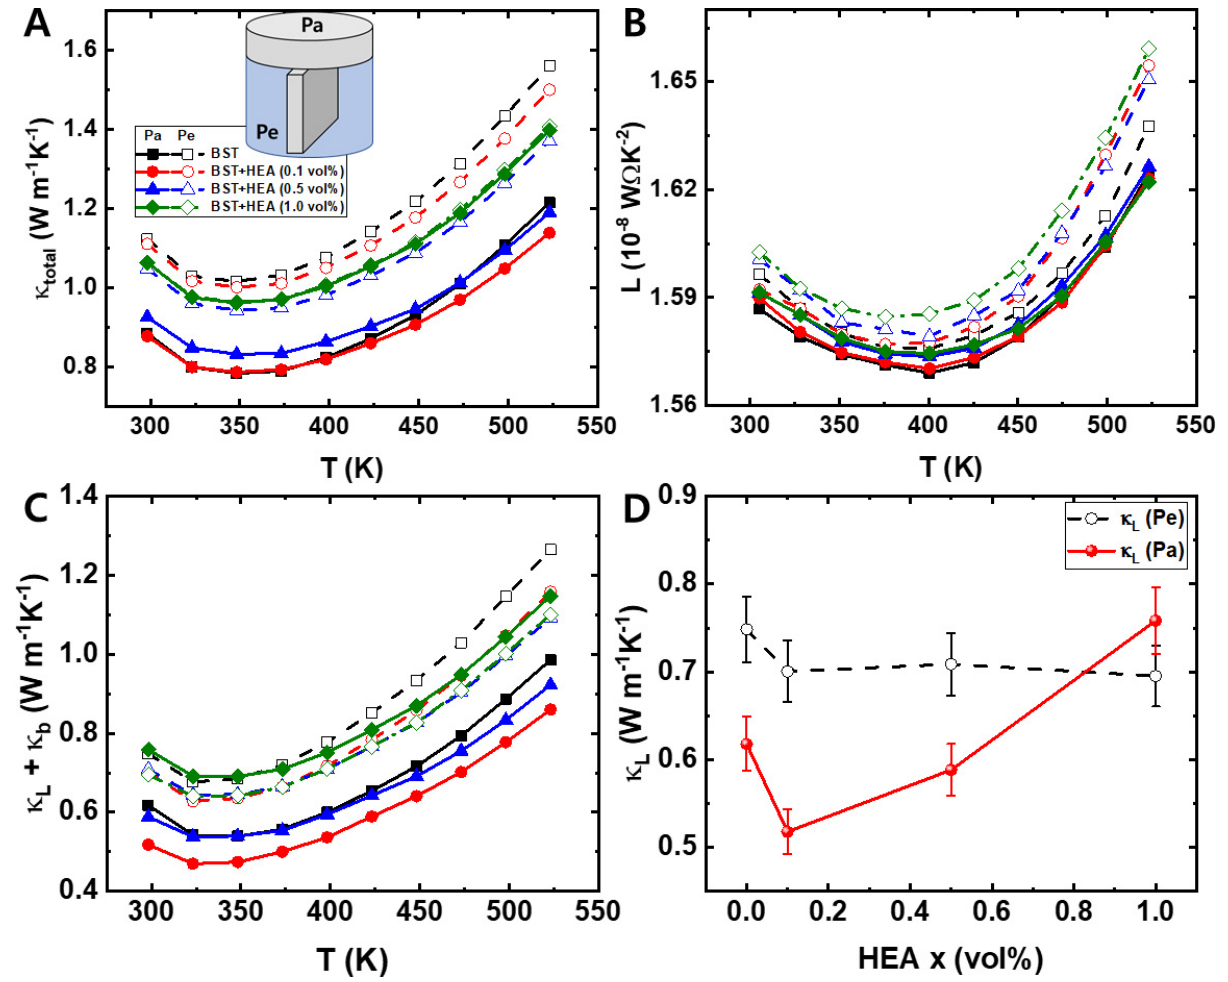 A
Pa
Pe
Pa Pe
BST
BST+HEA (0.1 vol%)
BST+HEA (0.5 vol%)
BST+HEA (1.0 vol%)
κtotal (W m⁻¹K⁻¹)
1.6
1.4
1.2
1.0
0.8
300 350 400 450 500 550
T (K)
B
L (10⁻⁸ WΩK⁻²)
1.65
1.62
1.59
1.56
300 350 400 450 500 550
T (K)
C
κL + κb (W m⁻¹K⁻¹)
1.4
1.2
1.0
0.8
0.6
0.4
300 350 400 450 500 550
T (K)
D
κL (Pe)
κL (Pa)
κL (W m⁻¹K⁻¹)
0.9
0.8
0.7
0.6
0.5
0.0 0.2 0.4 0.6 0.8 1.0
HEA x (vol%)